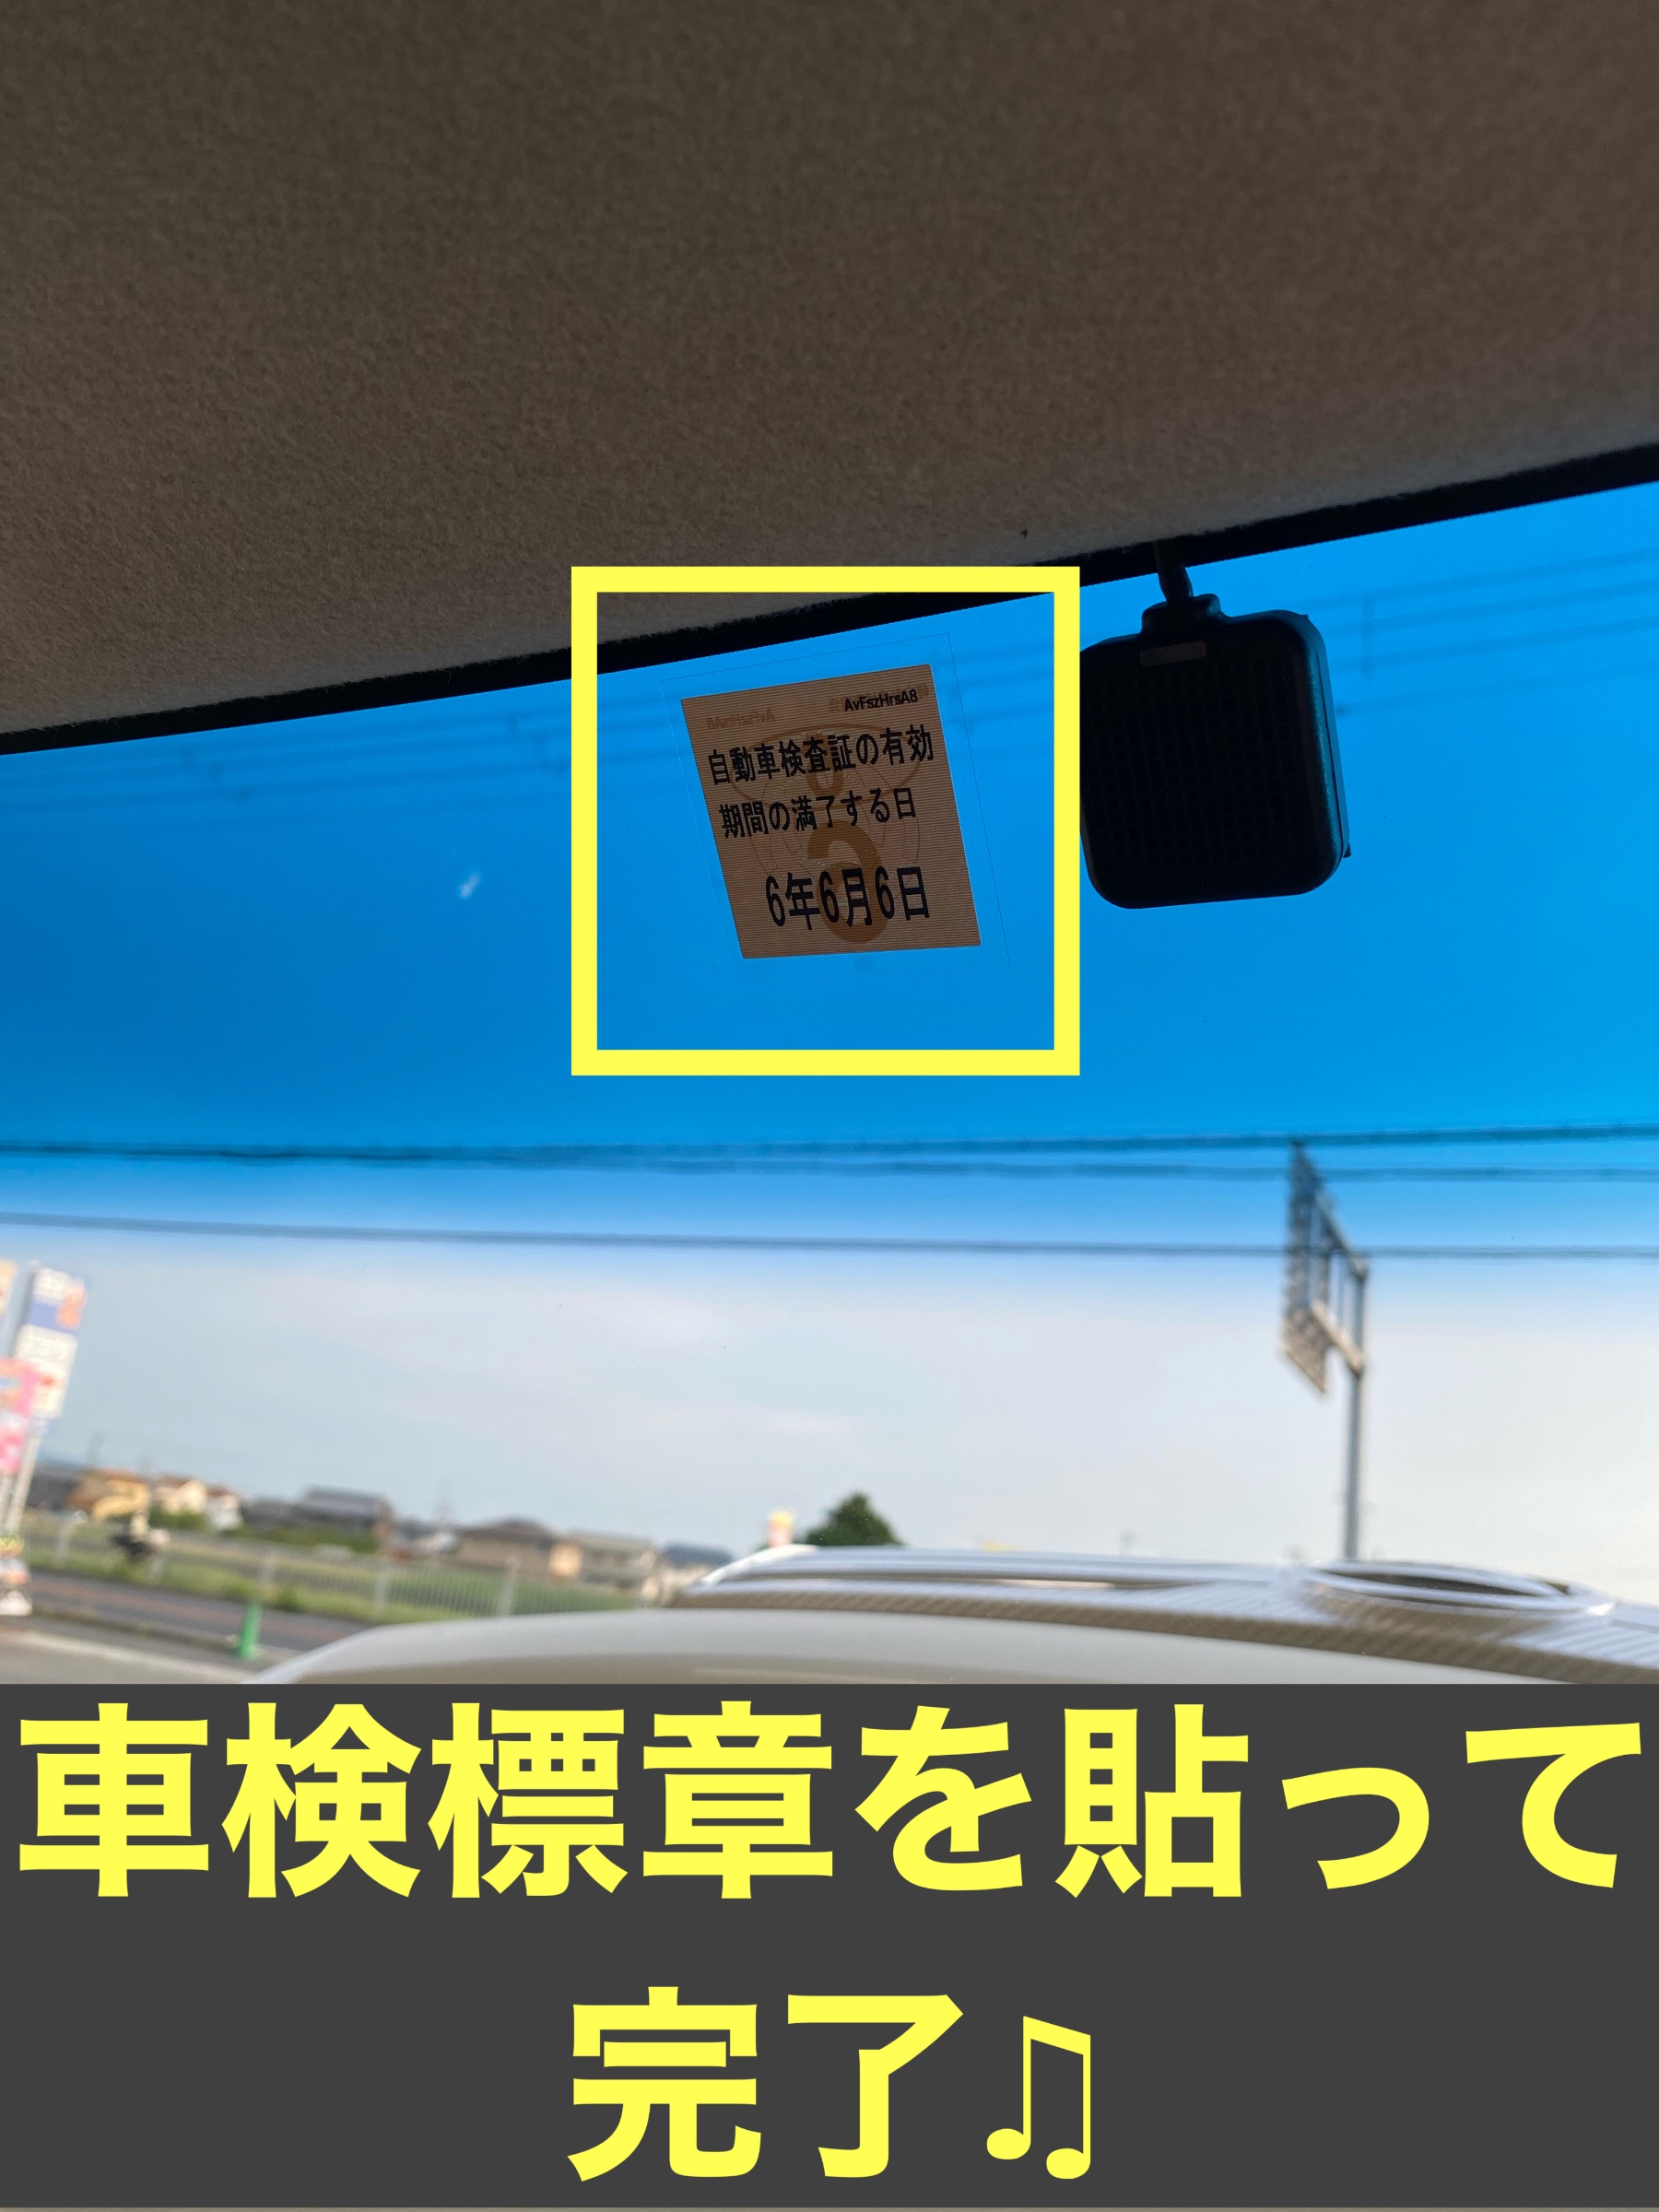 AvFszHrsA8
自動車検査証の有効
期間の満了する日
6年6月6日
車検標章を貼って
完了♫